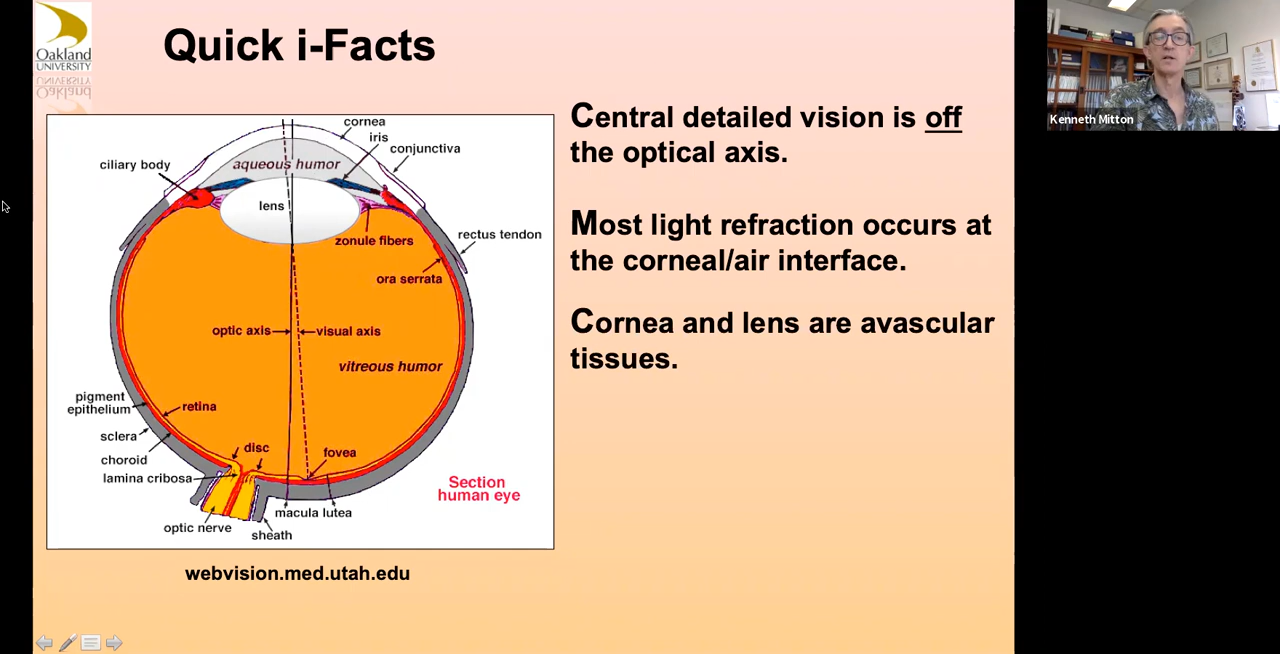 Oakland
UNIVERSITY
Quick i-Facts
Kenneth Mitton
Central detailed vision is off
the optical axis.
Most light refraction occurs at
the corneal/air interface.
Cornea and lens are avascular
tissues.
cornea
iris
conjunctiva
ciliary body
aqueous humor
lens
zonule fibers
rectus tendon
ora serrata
optic axis
visual axis
vitreous humor
pigment
epithelium
retina
sclera
choroid
disc
fovea
lamina cribosa
Section
human eye
macula lutea
optic nerve
sheath
webvision.med.utah.edu